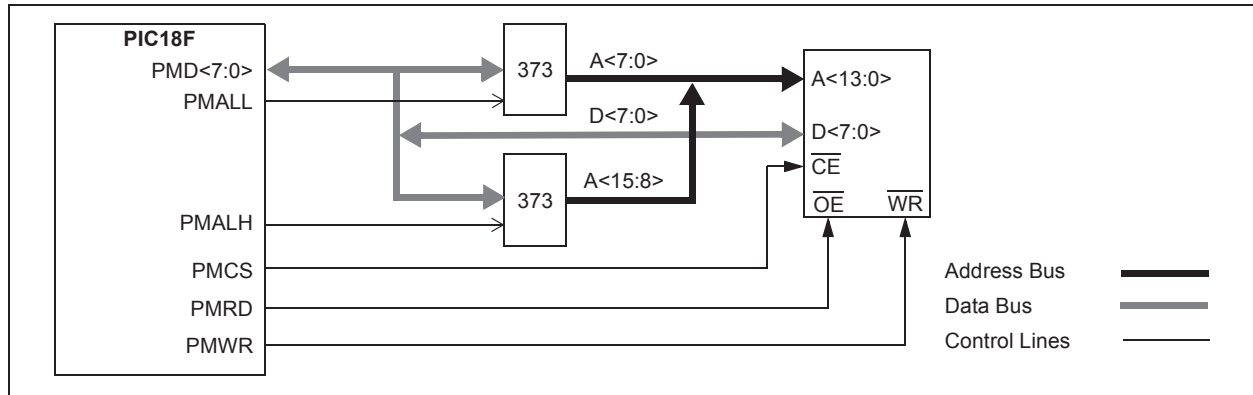 PIC18F
PMD<7:0>
PMALL
PMALH
PMCS
PMRD
PMWR
373
A<7:0>
D<7:0>
373
A<15:8>
A<13:0>
D<7:0>
CE
OE WR
Address Bus
Data Bus
Control Lines